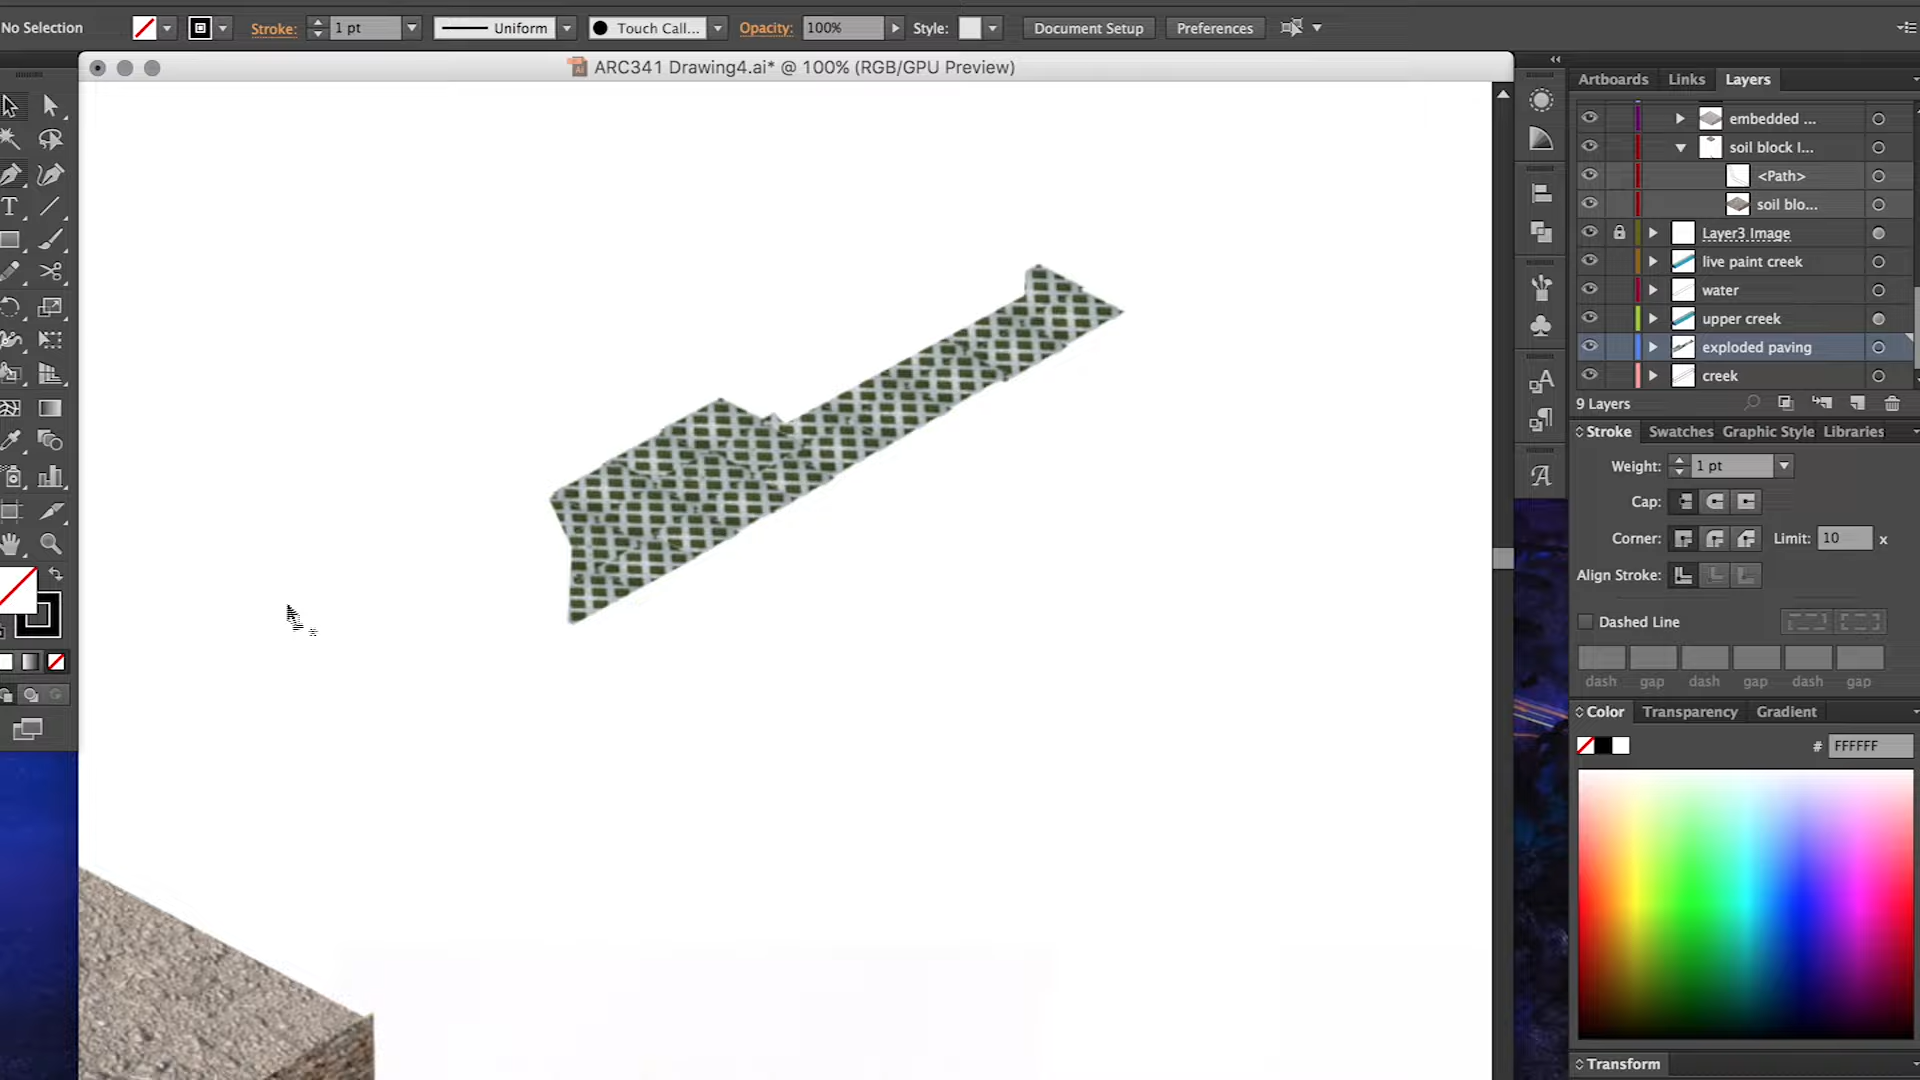 No Selection Stroke: 1 pt Uniform Touch Call... Opacity: 100% Style: Document Setup Preferences
ARC341 Drawing4.ai* @ 100% (RGB/GPU Preview)
Artboards Links Layers
embedded ...
soil block I...
<Path>
soil blo...
Layer3 Image
live paint creek
water
upper creek
exploded paving
creek
9 Layers
Stroke Swatches Graphic Style Libraries
Weight: 1 pt
Cap:
Corner: Limit: 10 x
Align Stroke:
Dashed Line
dash gap dash gap dash gap
Color Transparency Gradient
# FFFFFF
Transform